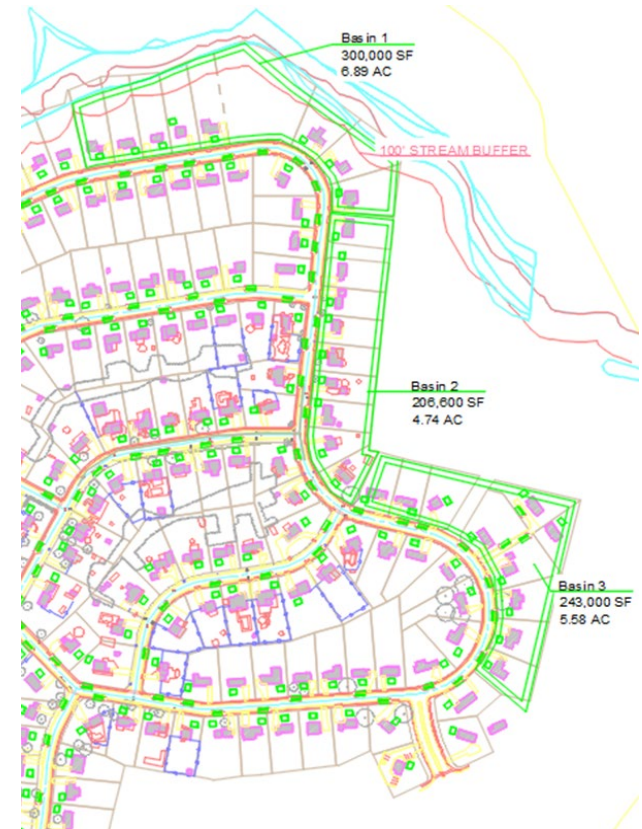 Basin 1
300,000 SF
6.89 AC
100' STREAM BUFFER
Basin 2
206,600 SF
4.74 AC
Basin 3
243,000 SF
5.58 AC